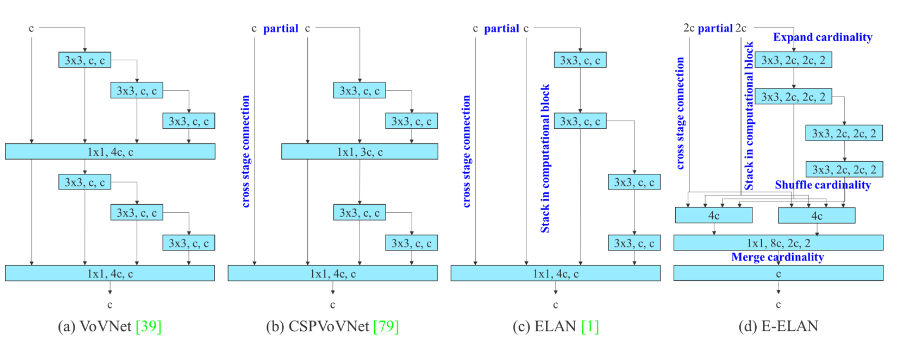 c
3x3, c, c
3x3, c, c
3x3, c, c
1x1, 4c, c
3x3, c, c
3x3, c, c
3x3, c, c
1x1, 4c, c
c
(a) VoVNet [39]
c partial c
cross stage connection
3x3, c, c
3x3, c, c
1x1, 3c, c
3x3, c, c
3x3, c, c
1x1, 4c, c
c
(b) CSPVoVNet [79]
c partial c
cross stage connection
Stack in computational block
3x3, c, c
3x3, c, c
3x3, c, c
3x3, c, c
1x1, 4c, c
c
(c) ELAN [1]
2c partial 2c
Expand cardinality
cross stage connection
Stack in computational block
3x3, 2c, 2c, 2
3x3, 2c, 2c, 2
3x3, 2c, 2c, 2
3x3, 2c, 2c, 2
Shuffle cardinality
4c 4c
1x1, 8c, 2c, 2
Merge cardinality
c
c
(d) E-ELAN